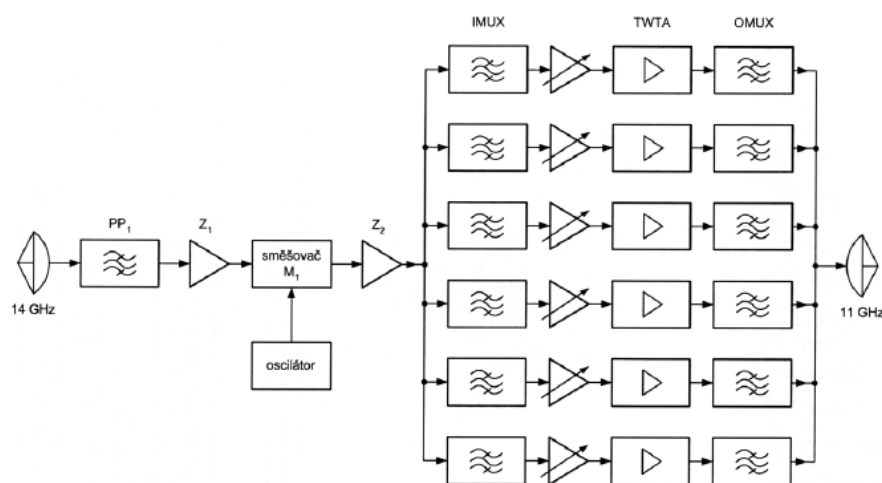 IMUX
TWTA
OMUX
PP1
Z1
směšovač
M1
Z2
14 GHz
11 GHz
oscilátor